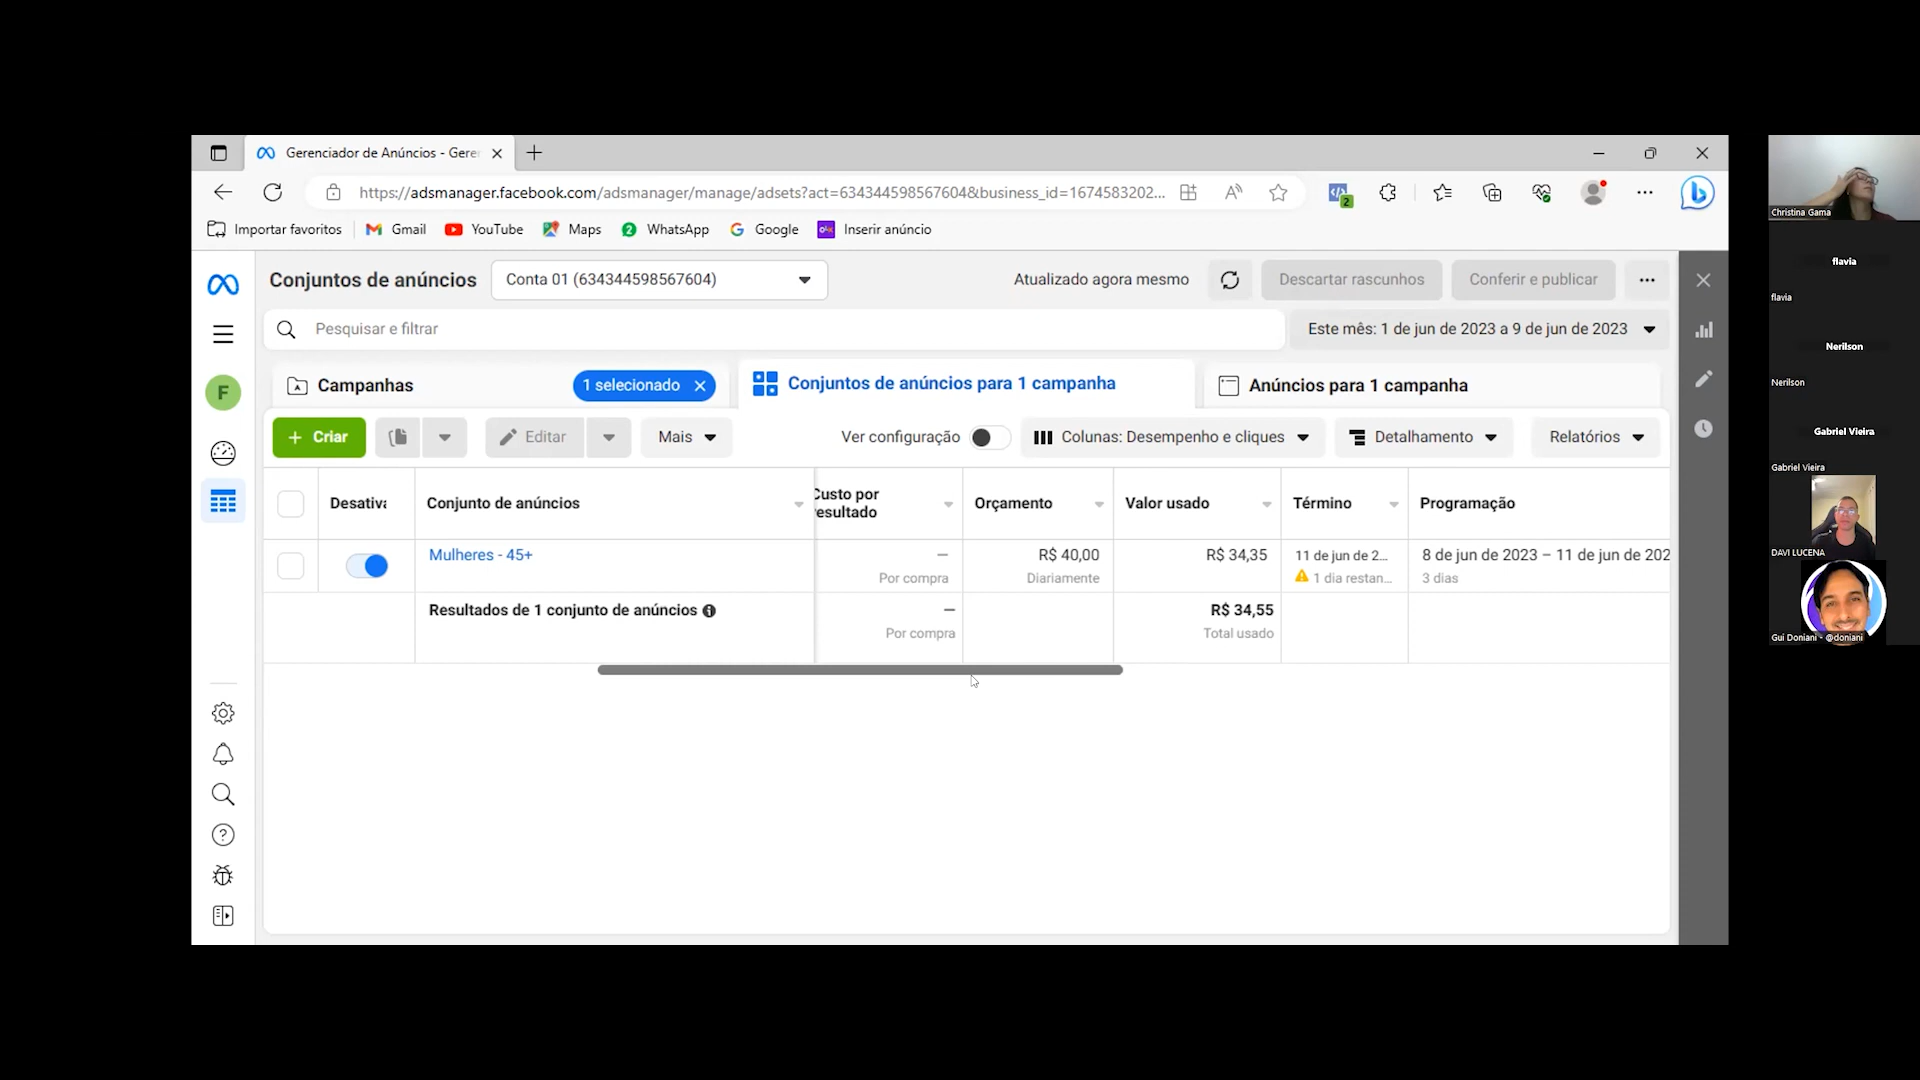 Gerenciador de Anúncios - Geren
https://adsmanager.facebook.com/adsmanager/manage/adsets?act=634344598567604&business_id=1674583202...
2
Importar favoritos
Gmail
YouTube
Maps
2
WhatsApp
Google
olx
Inserir anúncio
Conjuntos de anúncios
Conta 01 (634344598567604)
Atualizado agora mesmo
Descartar rascunhos
Conferir e publicar
Pesquisar e filtrar
Este mês: 1 de jun de 2023 a 9 de jun de 2023
F
Campanhas
1 selecionado
Conjuntos de anúncios para 1 campanha
Anúncios para 1 campanha
+ Criar
Editar
Mais
Ver configuração
Colunas: Desempenho e cliques
Detalhamento
Relatórios
Desativa
Conjunto de anúncios
Custo por
resultado
Orçamento
Valor usado
Término
Programação
Mulheres - 45+
—
Por compra
R$ 40,00
Diariamente
R$ 34,35
11 de jun de 2...
1 dia restan...
8 de jun de 2023 – 11 de jun de 202
3 dias
Resultados de 1 conjunto de anúncios
—
Por compra
R$ 34,55
Total usado
Christina Gama
flavia
flavia
Nerilson
Nerilson
Gabriel Vieira
Gabriel Vieira
DAVI LUCENA
Gui Doniani - @doniani